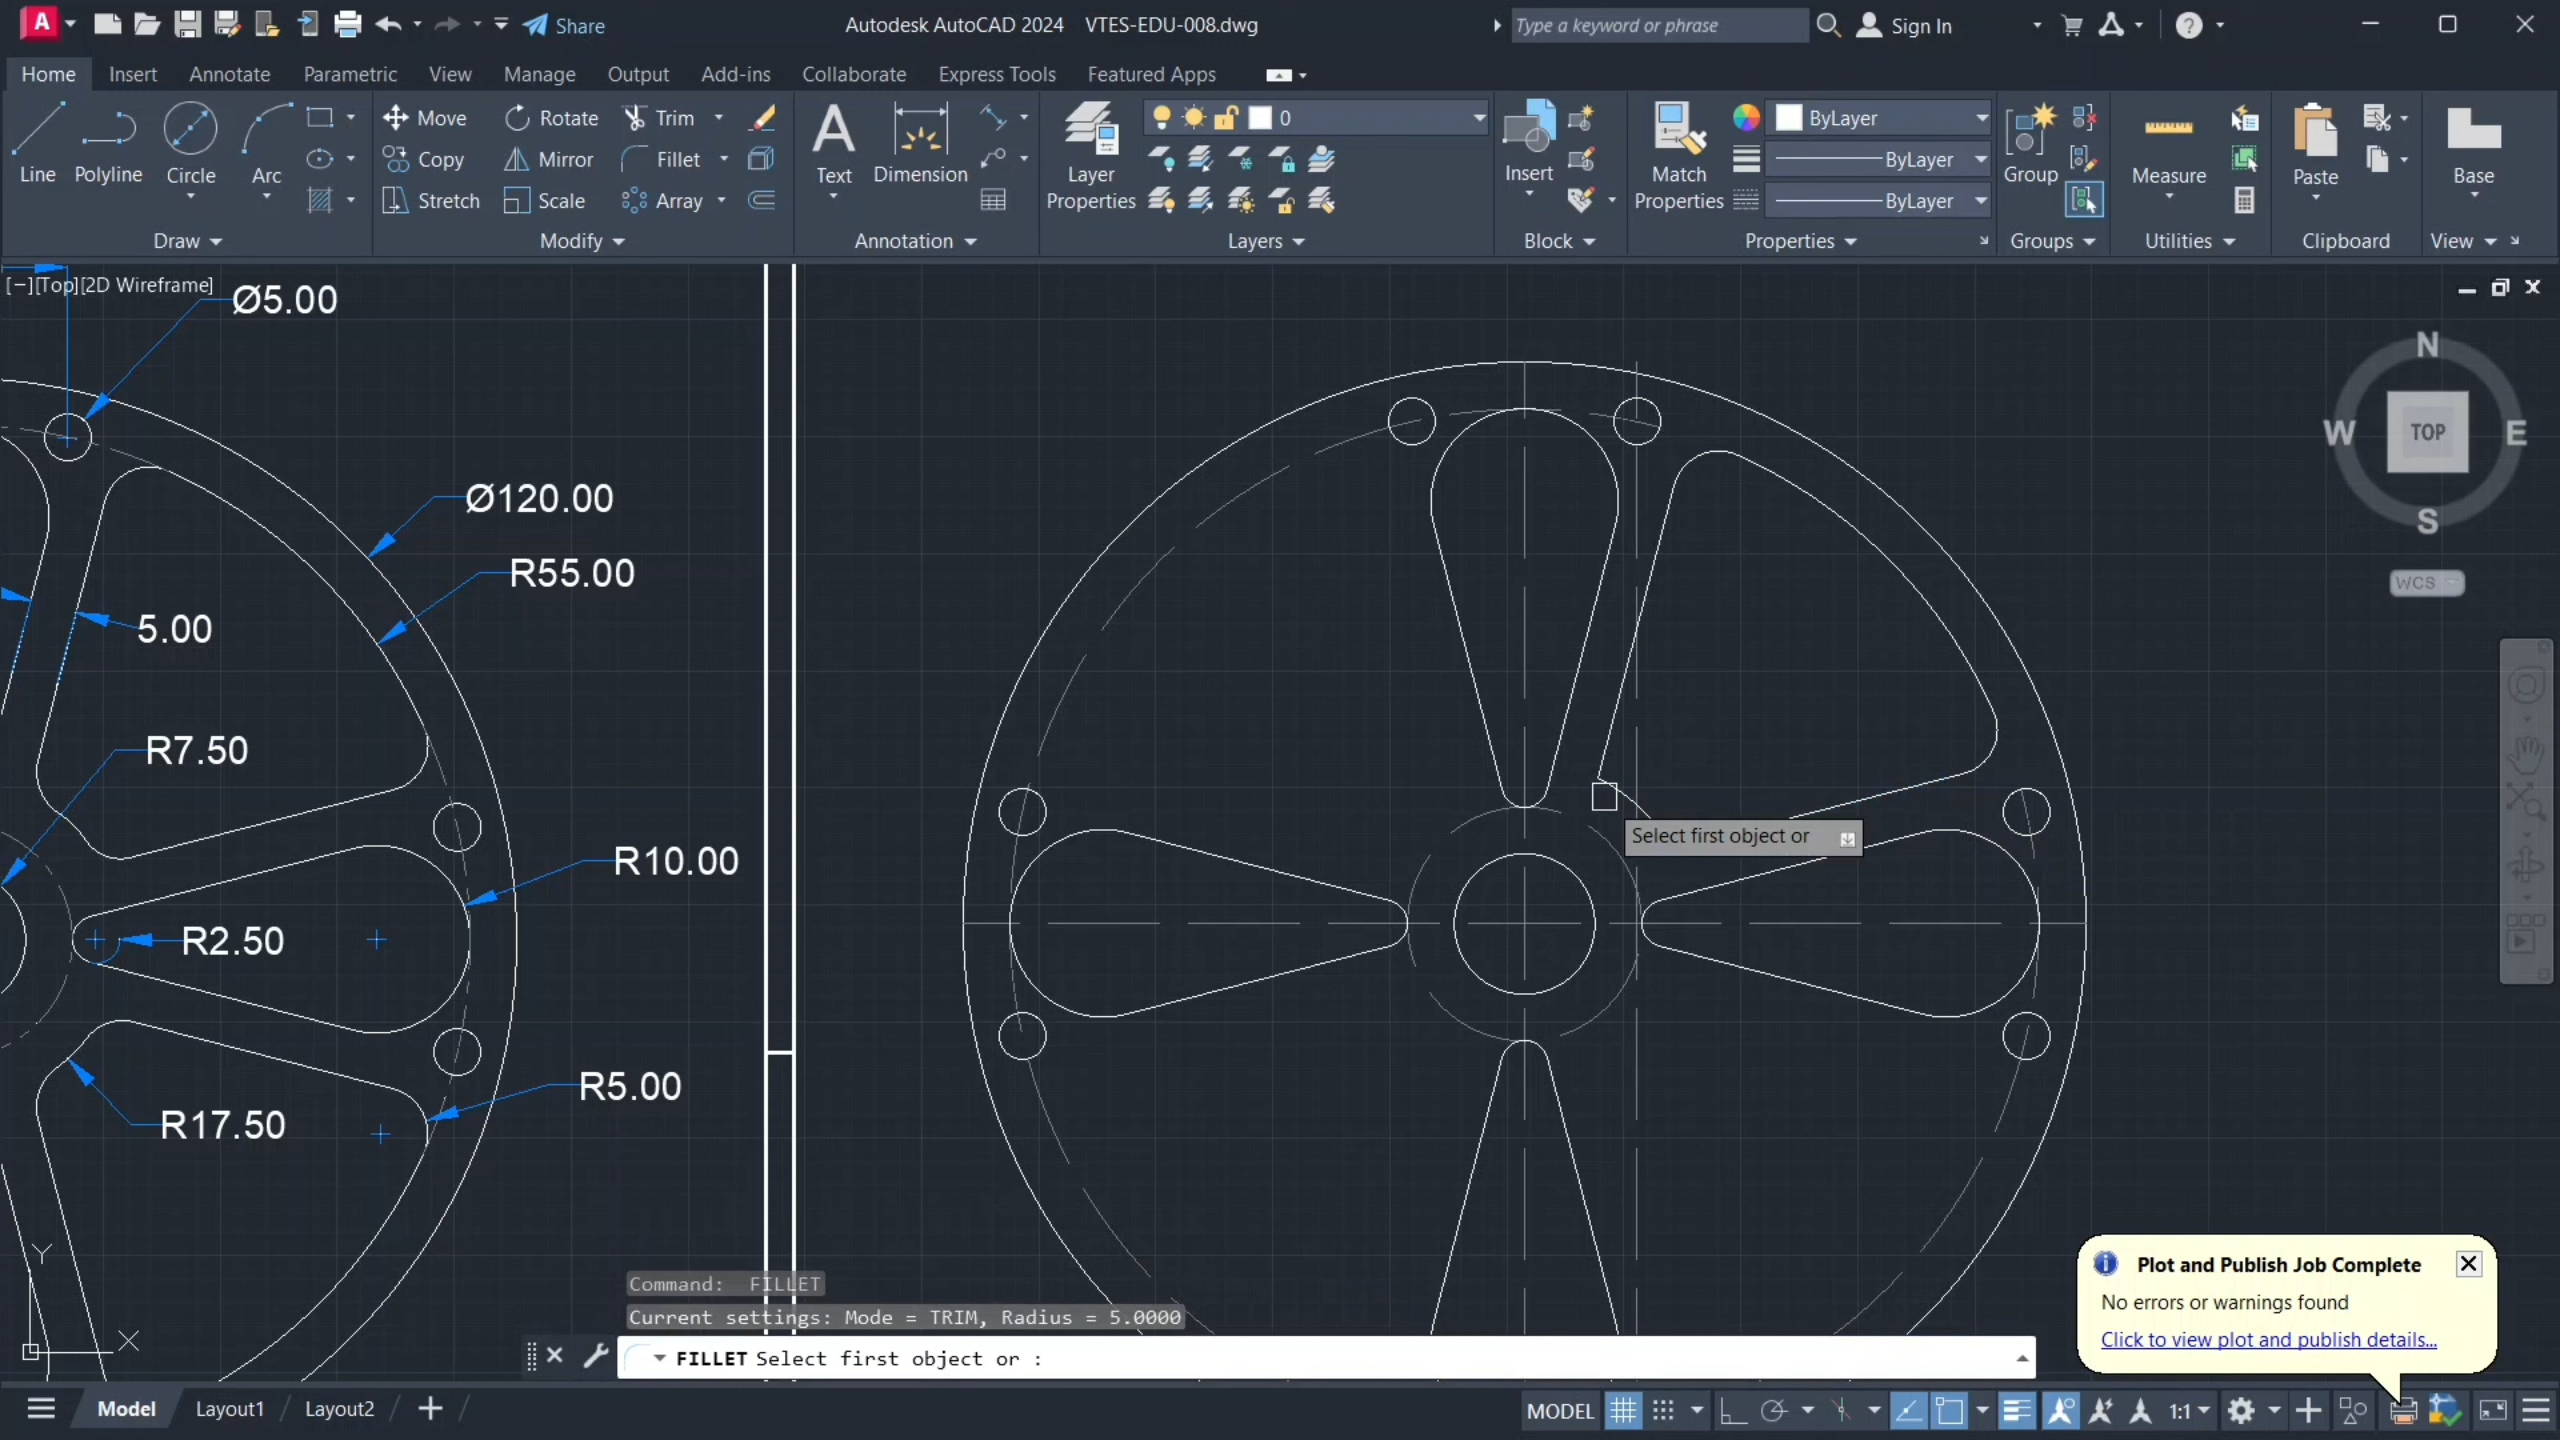 A
Share
Autodesk AutoCAD 2024 VTES-EDU-008.dwg
Type a keyword or phrase
Sign In
Home Insert Annotate Parametric View Manage Output Add-ins Collaborate Express Tools Featured Apps
Line Polyline Circle Arc
Move Rotate Trim
Copy Mirror Fillet
Stretch Scale Array
A
Text Dimension
Layer
Properties
0
Insert
Match
Properties
ByLayer
ByLayer
ByLayer
Group
Measure
Paste
Base
Draw Modify Annotation Layers Block Properties Groups Utilities Clipboard View
[−][Top][2D Wireframe]
Ø5.00
Ø120.00
R55.00
5.00
R7.50
R10.00
R2.50
R5.00
R17.50
N
W TOP E
S
WCS
Select first object or
Y
X
Command: FILLET
Current settings: Mode = TRIM, Radius = 5.0000
FILLET Select first object or :
Plot and Publish Job Complete
No errors or warnings found
Click to view plot and publish details...
Model Layout1 Layout2
MODEL 1:1